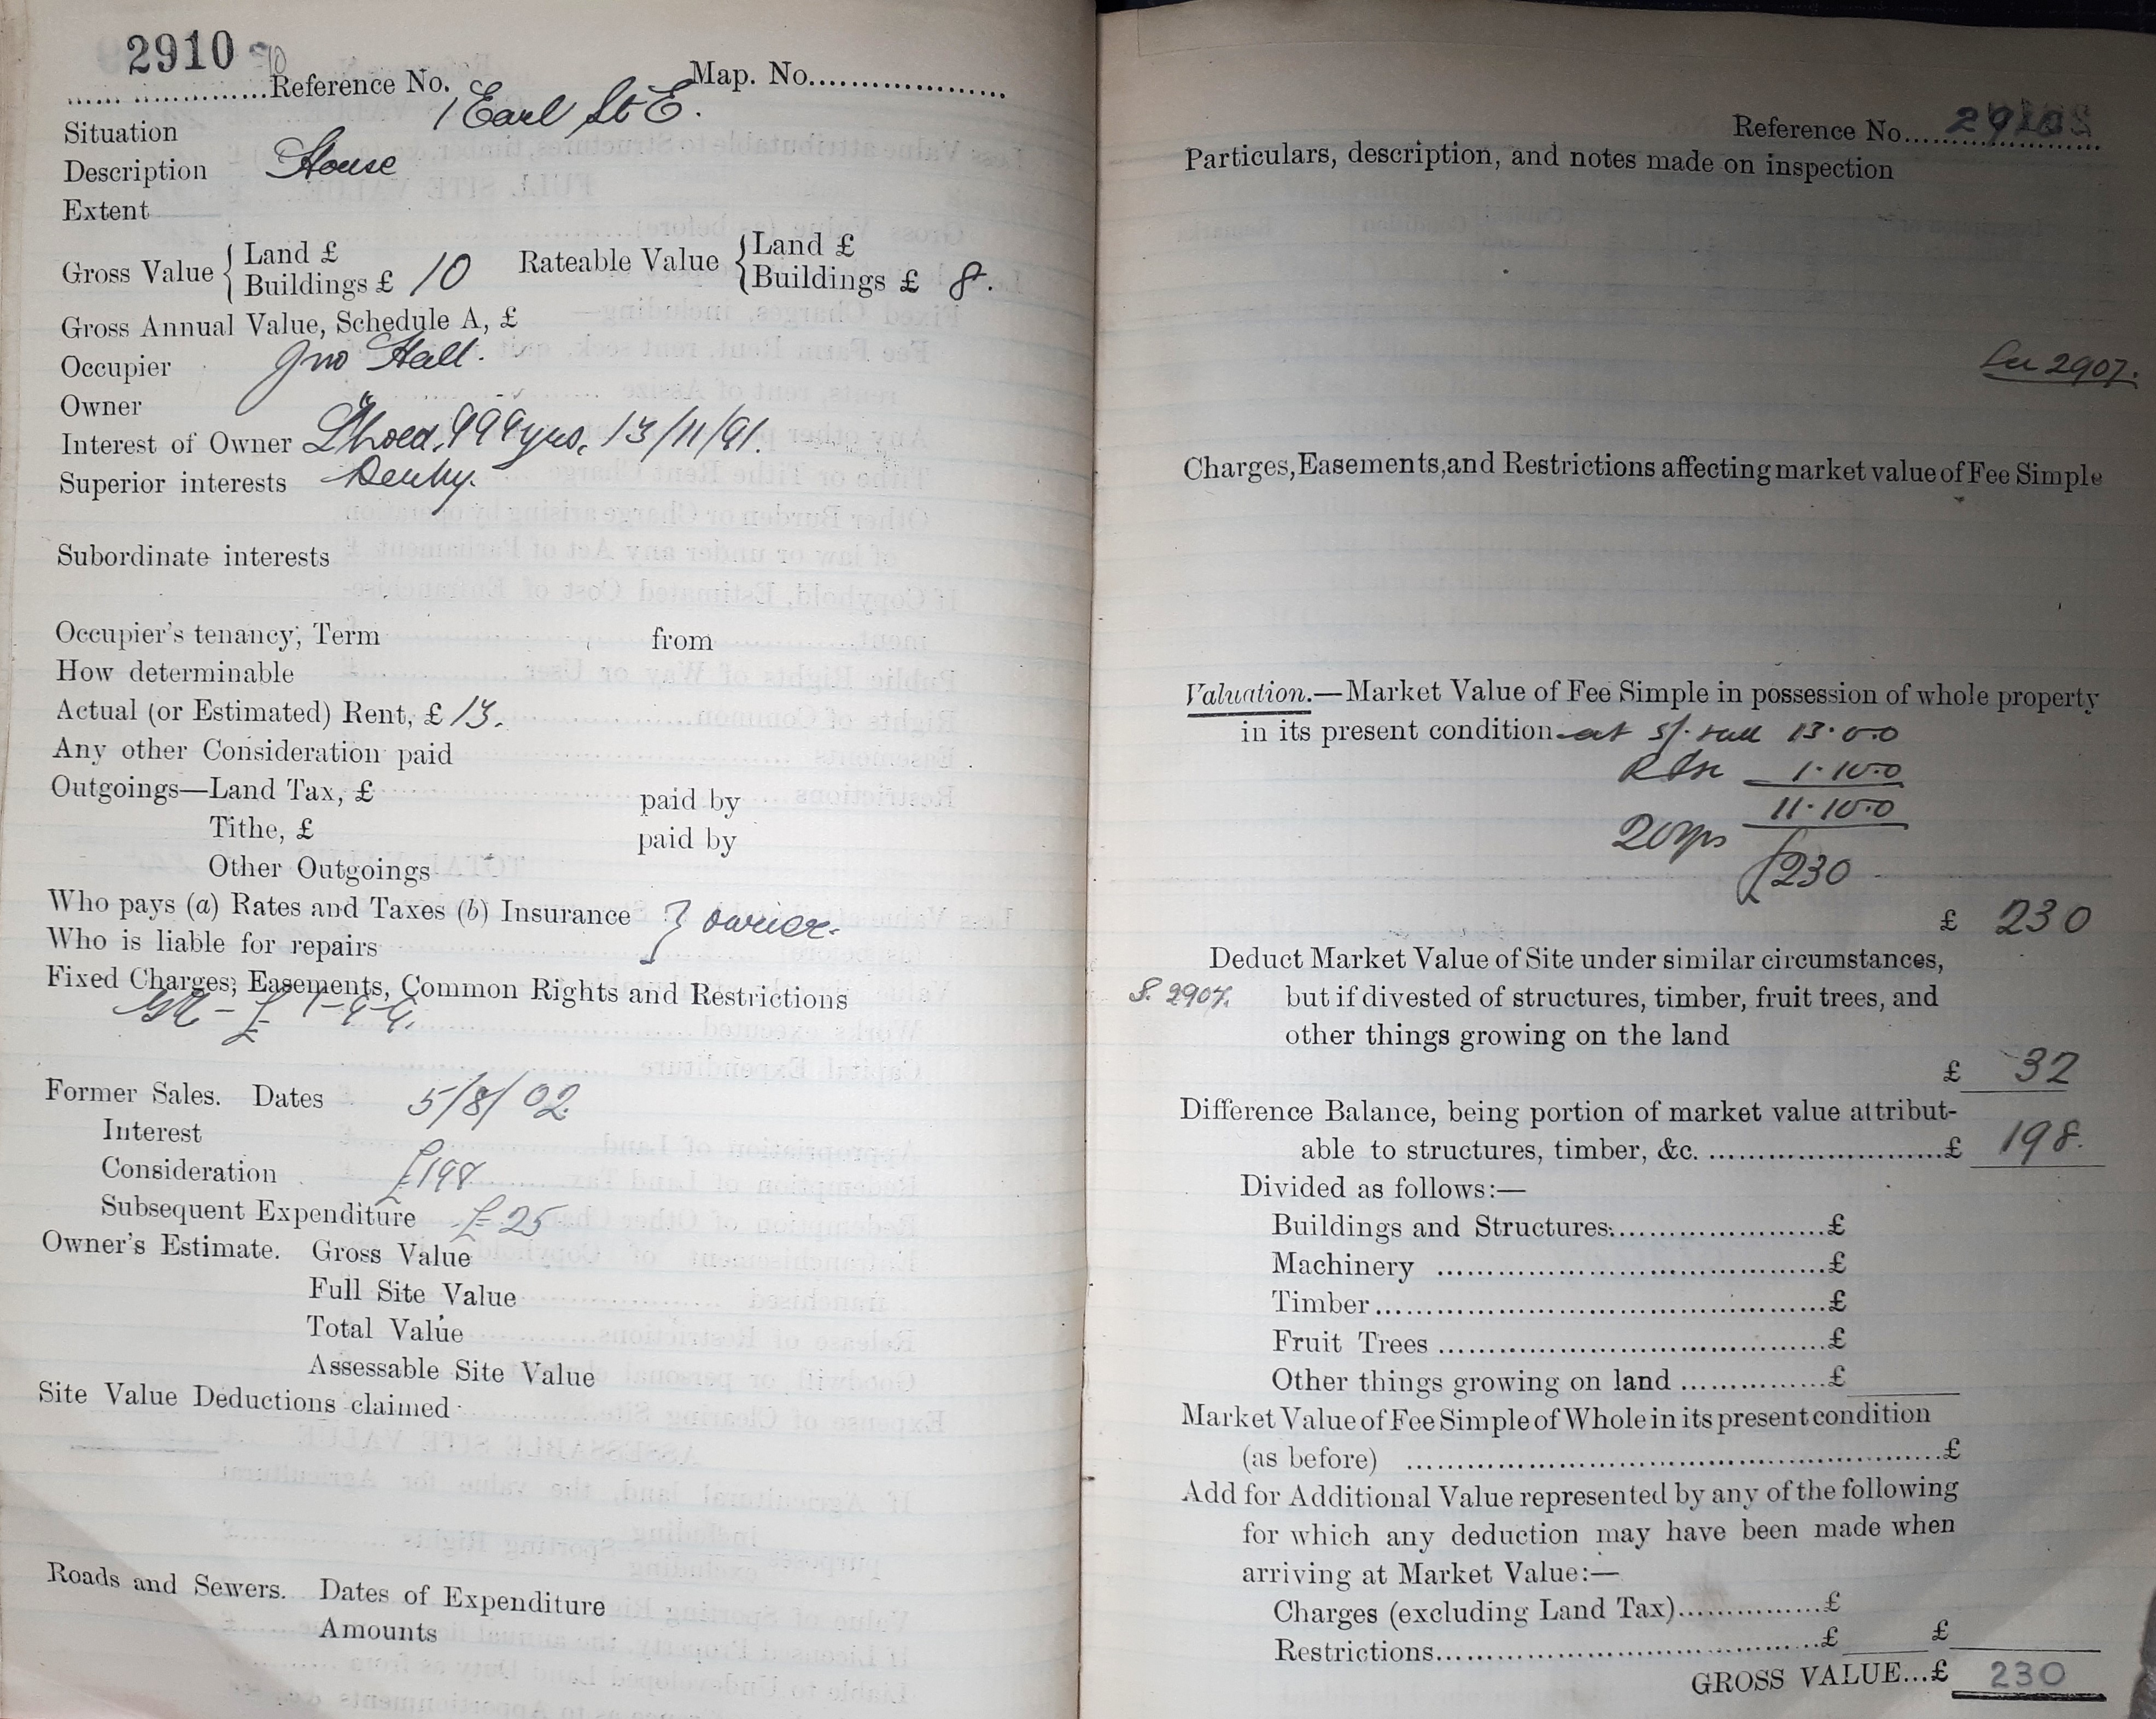 2910
Reference No. Map. No.
Situation 1 Earl St E.
Description House
Extent
Gross Value { Land £
Buildings £ 10
Rateable Value { Land £
Buildings £ 8.
Gross Annual Value, Schedule A, £
Occupier Jno Hall.
Owner
Interest of Owner Lhold. 999 yrs. 13/11/91.
Superior interests Derby.
Subordinate interests
Occupier's tenancy, Term from
How determinable
Actual (or Estimated) Rent, £ 13.
Any other Consideration paid
Outgoings—Land Tax, £ paid by
Tithe, £ paid by
Other Outgoings
Who pays (a) Rates and Taxes (b) Insurance } owner.
Who is liable for repairs
Fixed Charges, Easements, Common Rights and Restrictions
GR - £1-9-9.
Former Sales. Dates 5/8/02.
Interest
Consideration £198
Subsequent Expenditure £25
Owner's Estimate. Gross Value
Full Site Value
Total Value
Assessable Site Value
Site Value Deductions claimed
Roads and Sewers. Dates of Expenditure
Amounts
Reference No. 2910
Particulars, description, and notes made on inspection
2907.
Charges, Easements, and Restrictions affecting market value of Fee Simple
Valuation.—Market Value of Fee Simple in possession of whole property
in its present condition at 5/- 13.0.0
1.10.0
11.10.0
20 yps
£230
£ 230
Deduct Market Value of Site under similar circumstances,
S. 2907. but if divested of structures, timber, fruit trees, and
other things growing on the land
£ 32
Difference Balance, being portion of market value attribut-
able to structures, timber, &c. £ 198.
Divided as follows:—
Buildings and Structures £
Machinery £
Timber £
Fruit Trees £
Other things growing on land £
Market Value of Fee Simple of Whole in its present condition
(as before) £
Add for Additional Value represented by any of the following
for which any deduction may have been made when
arriving at Market Value:—
Charges (excluding Land Tax) £
Restrictions £ £
GROSS VALUE...£ 230